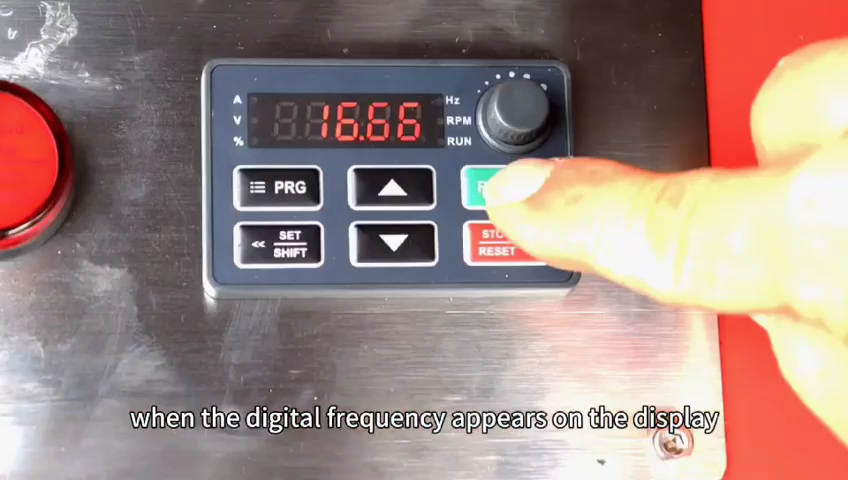 A
V
%
16.66
Hz
RPM
RUN
PRG
<< SET
SHIFT
RESET
when the digital frequency appears on the display